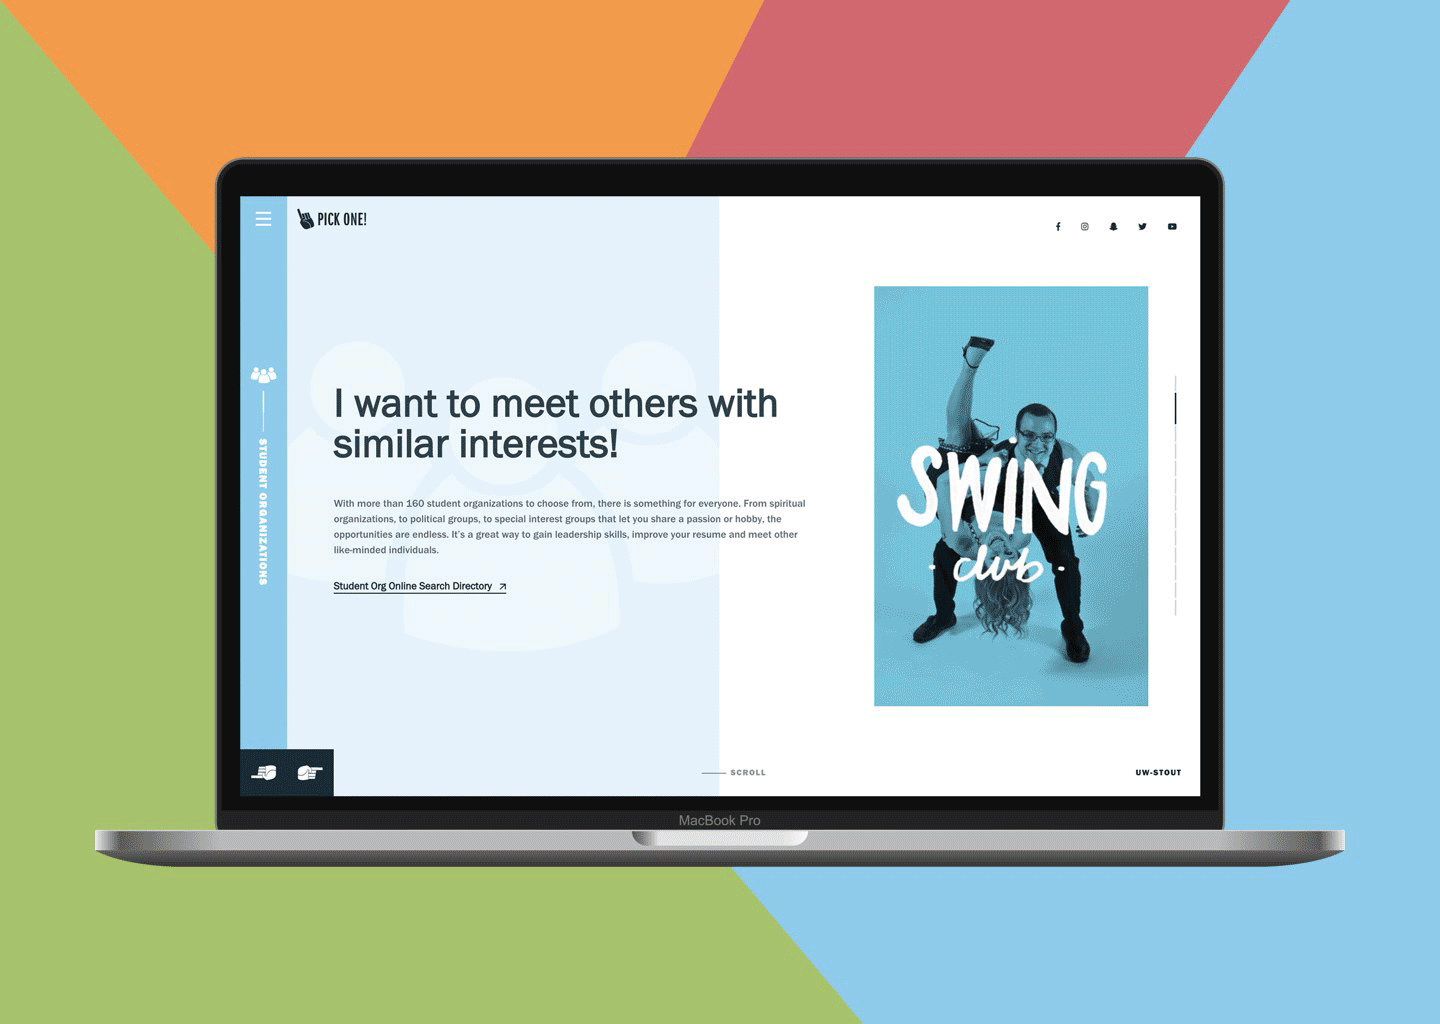 PICK ONE!
STUDENT ORGANIZATIONS
I want to meet others with
similar interests!
With more than 160 student organizations to choose from, there is something for everyone. From spiritual
organizations, to political groups, to special interest groups that let you share a passion or hobby, the
opportunities are endless. It's a great way to gain leadership skills, improve your resume and meet other
like-minded individuals.
Student Org Online Search Directory
SWING
· club ·
SCROLL
UW-STOUT
MacBook Pro